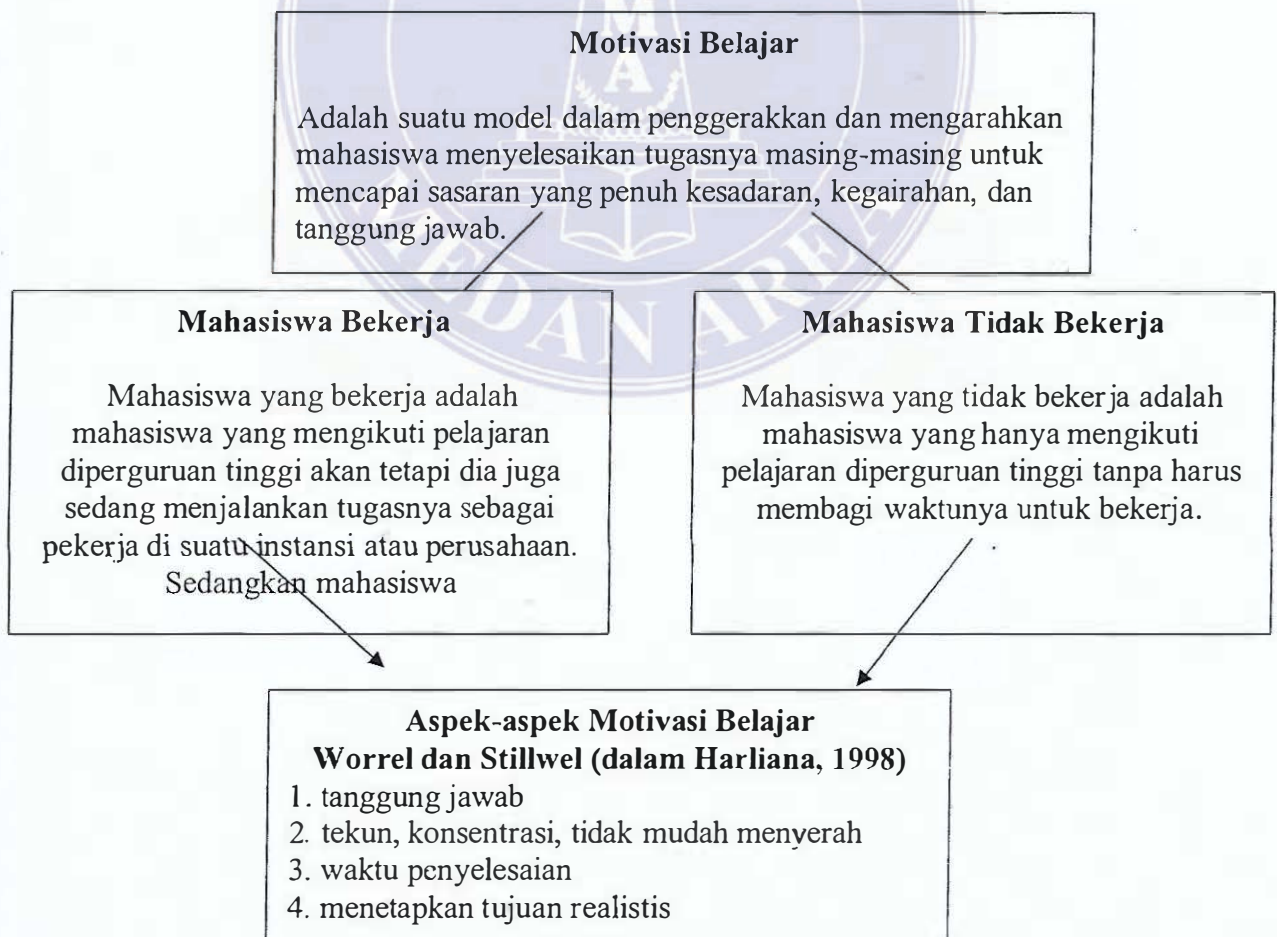 M
A
Motivasi Belajar
Adalah suatu model dalam penggerakkan dan mengarahkan
mahasiswa menyelesaikan tugasnya masing-masing untuk
mencapai sasaran yang penuh kesadaran, kegairahan, dan
tanggung jawab.
MEDAN AREA
Mahasiswa Bekerja
Mahasiswa yang bekerja adalah
mahasiswa yang mengikuti pelajaran
diperguruan tinggi akan tetapi dia juga
sedang menjalankan tugasnya sebagai
pekerja di suatu instansi atau perusahaan.
Sedangkan mahasiswa
Mahasiswa Tidak Bekerja
Mahasiswa yang tidak bekerja adalah
mahasiswa yang hanya mengikuti
pelajaran diperguruan tinggi tanpa harus
membagi waktunya untuk bekerja.
Aspek-aspek Motivasi Belajar
Worrel dan Stillwel (dalam Harliana, 1998)
1. tanggung jawab
2. tekun, konsentrasi, tidak mudah menyerah
3. waktu penyelesaian
4. menetapkan tujuan realistis